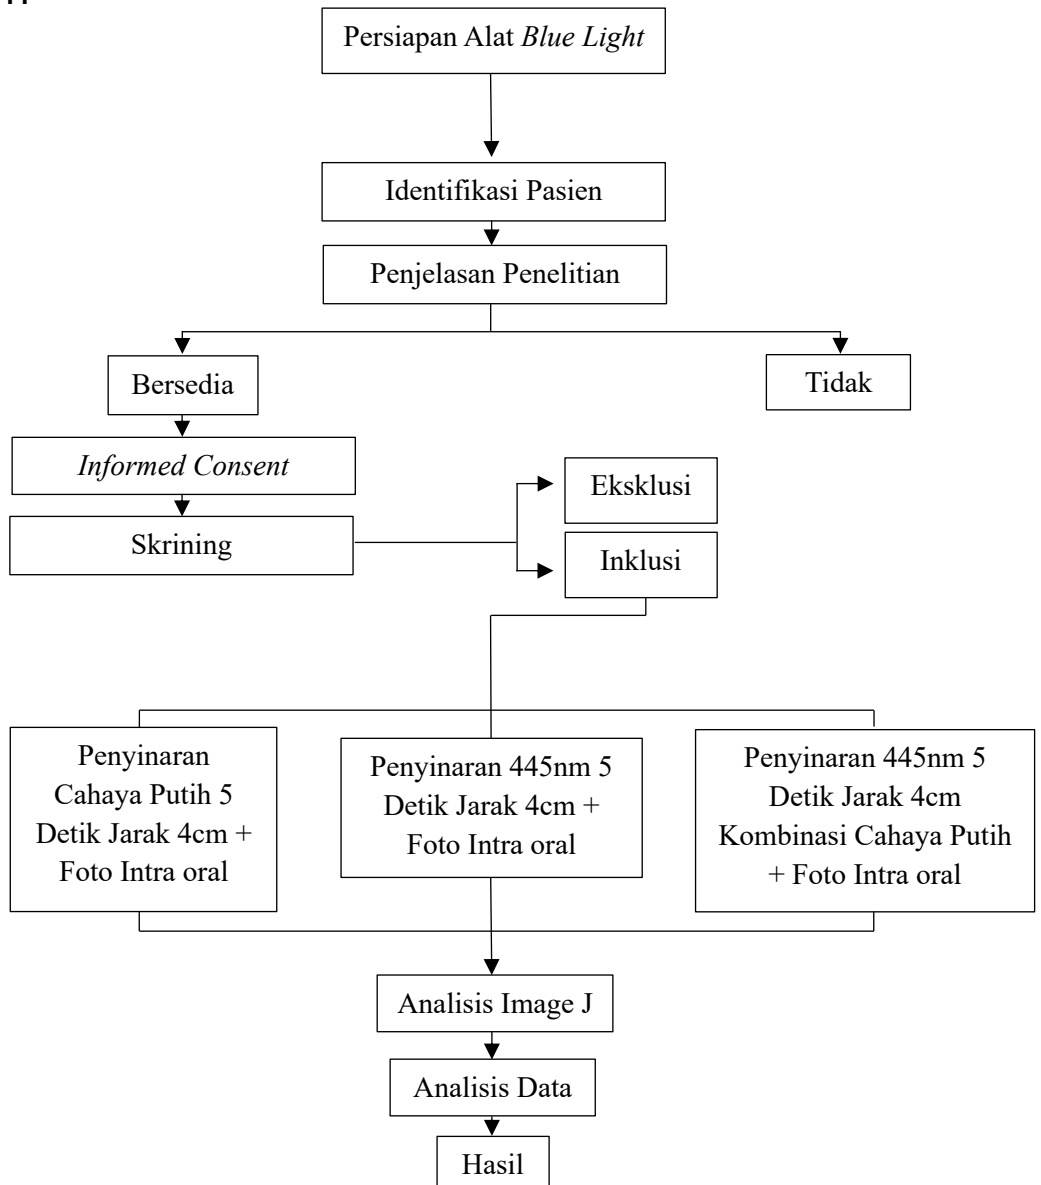 Persiapan Alat Blue Light
Identifikasi Pasien
Penjelasan Penelitian
Bersedia
Tidak
Informed Consent
Skrining
Eksklusi
Inklusi
Penyinaran
Cahaya Putih 5
Detik Jarak 4cm +
Foto Intra oral
Penyinaran 445nm 5
Detik Jarak 4cm +
Foto Intra oral
Penyinaran 445nm 5
Detik Jarak 4cm
Kombinasi Cahaya Putih
+ Foto Intra oral
Analisis Image J
Analisis Data
Hasil